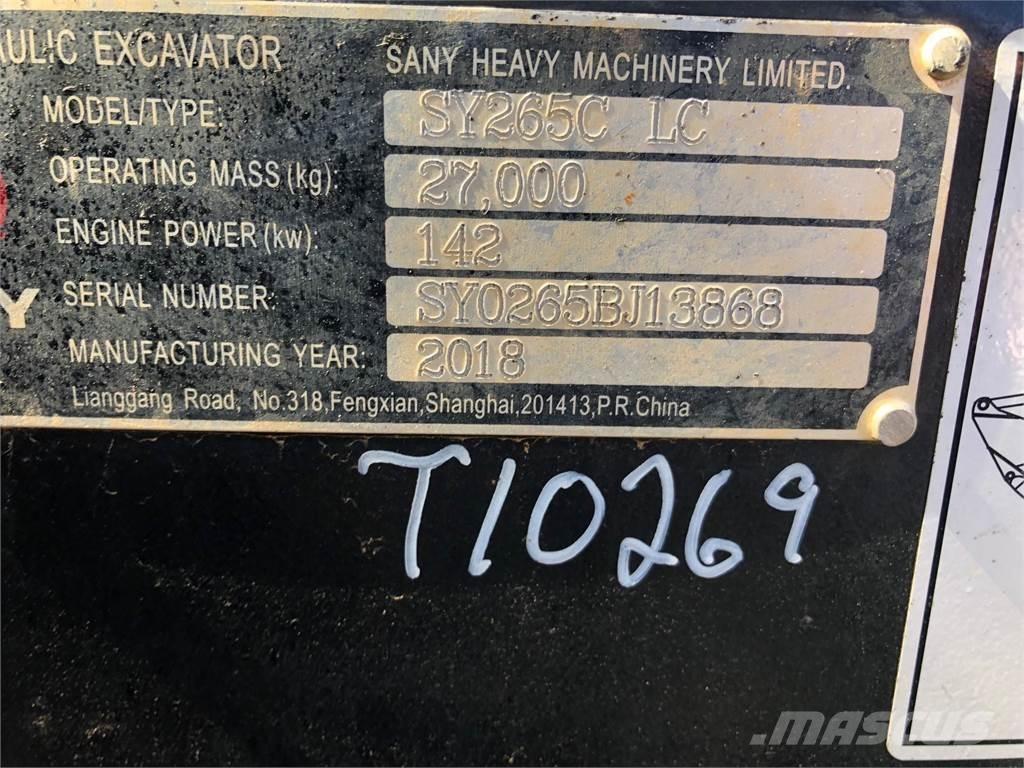 AULIC EXCAVATOR SANY HEAVY MACHINERY LIMITED.
MODEL/TYPE: SY265C LC
OPERATING MASS (kg): 27,000
ENGINE POWER (kw): 142
Y SERIAL NUMBER: SY0265BJ13868
MANUFACTURING YEAR: 2018
Lianggang Road, No.318,Fengxian,Shanghai,201413,P.R.China
T10269
MASCUS